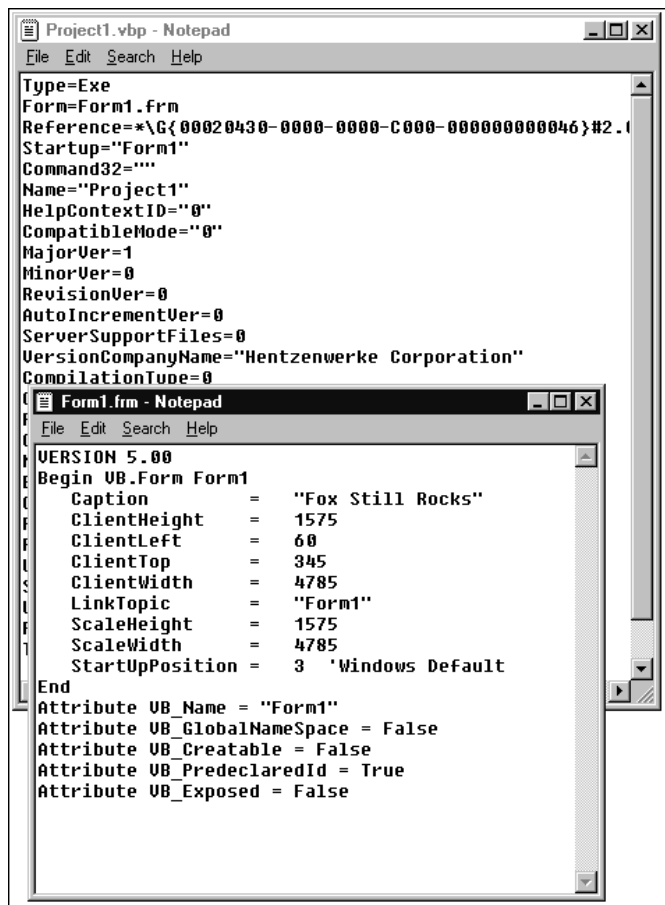 Project1.vbp - Notepad
File Edit Search Help
Type=Exe
Form=Form1.frm
Reference=*\G{00020430-0000-0000-C000-000000000046}#2.
Startup="Form1"
Command32=""
Name="Project1"
HelpContextID="0"
CompatibleMode="0"
MajorVer=1
MinorVer=0
RevisionVer=0
AutoIncrementVer=0
ServerSupportFiles=0
VersionCompanyName="Hentzenwerke Corporation"
CompilationType=0
Form1.frm - Notepad
File Edit Search Help
VERSION 5.00
Begin VB.Form Form1
   Caption         =   "Fox Still Rocks"
   ClientHeight    =   1575
   ClientLeft      =   60
   ClientTop       =   345
   ClientWidth     =   4785
   LinkTopic       =   "Form1"
   ScaleHeight     =   1575
   ScaleWidth      =   4785
   StartUpPosition =   3  'Windows Default
End
Attribute VB_Name = "Form1"
Attribute VB_GlobalNameSpace = False
Attribute VB_Creatable = False
Attribute VB_PredeclaredId = True
Attribute VB_Exposed = False